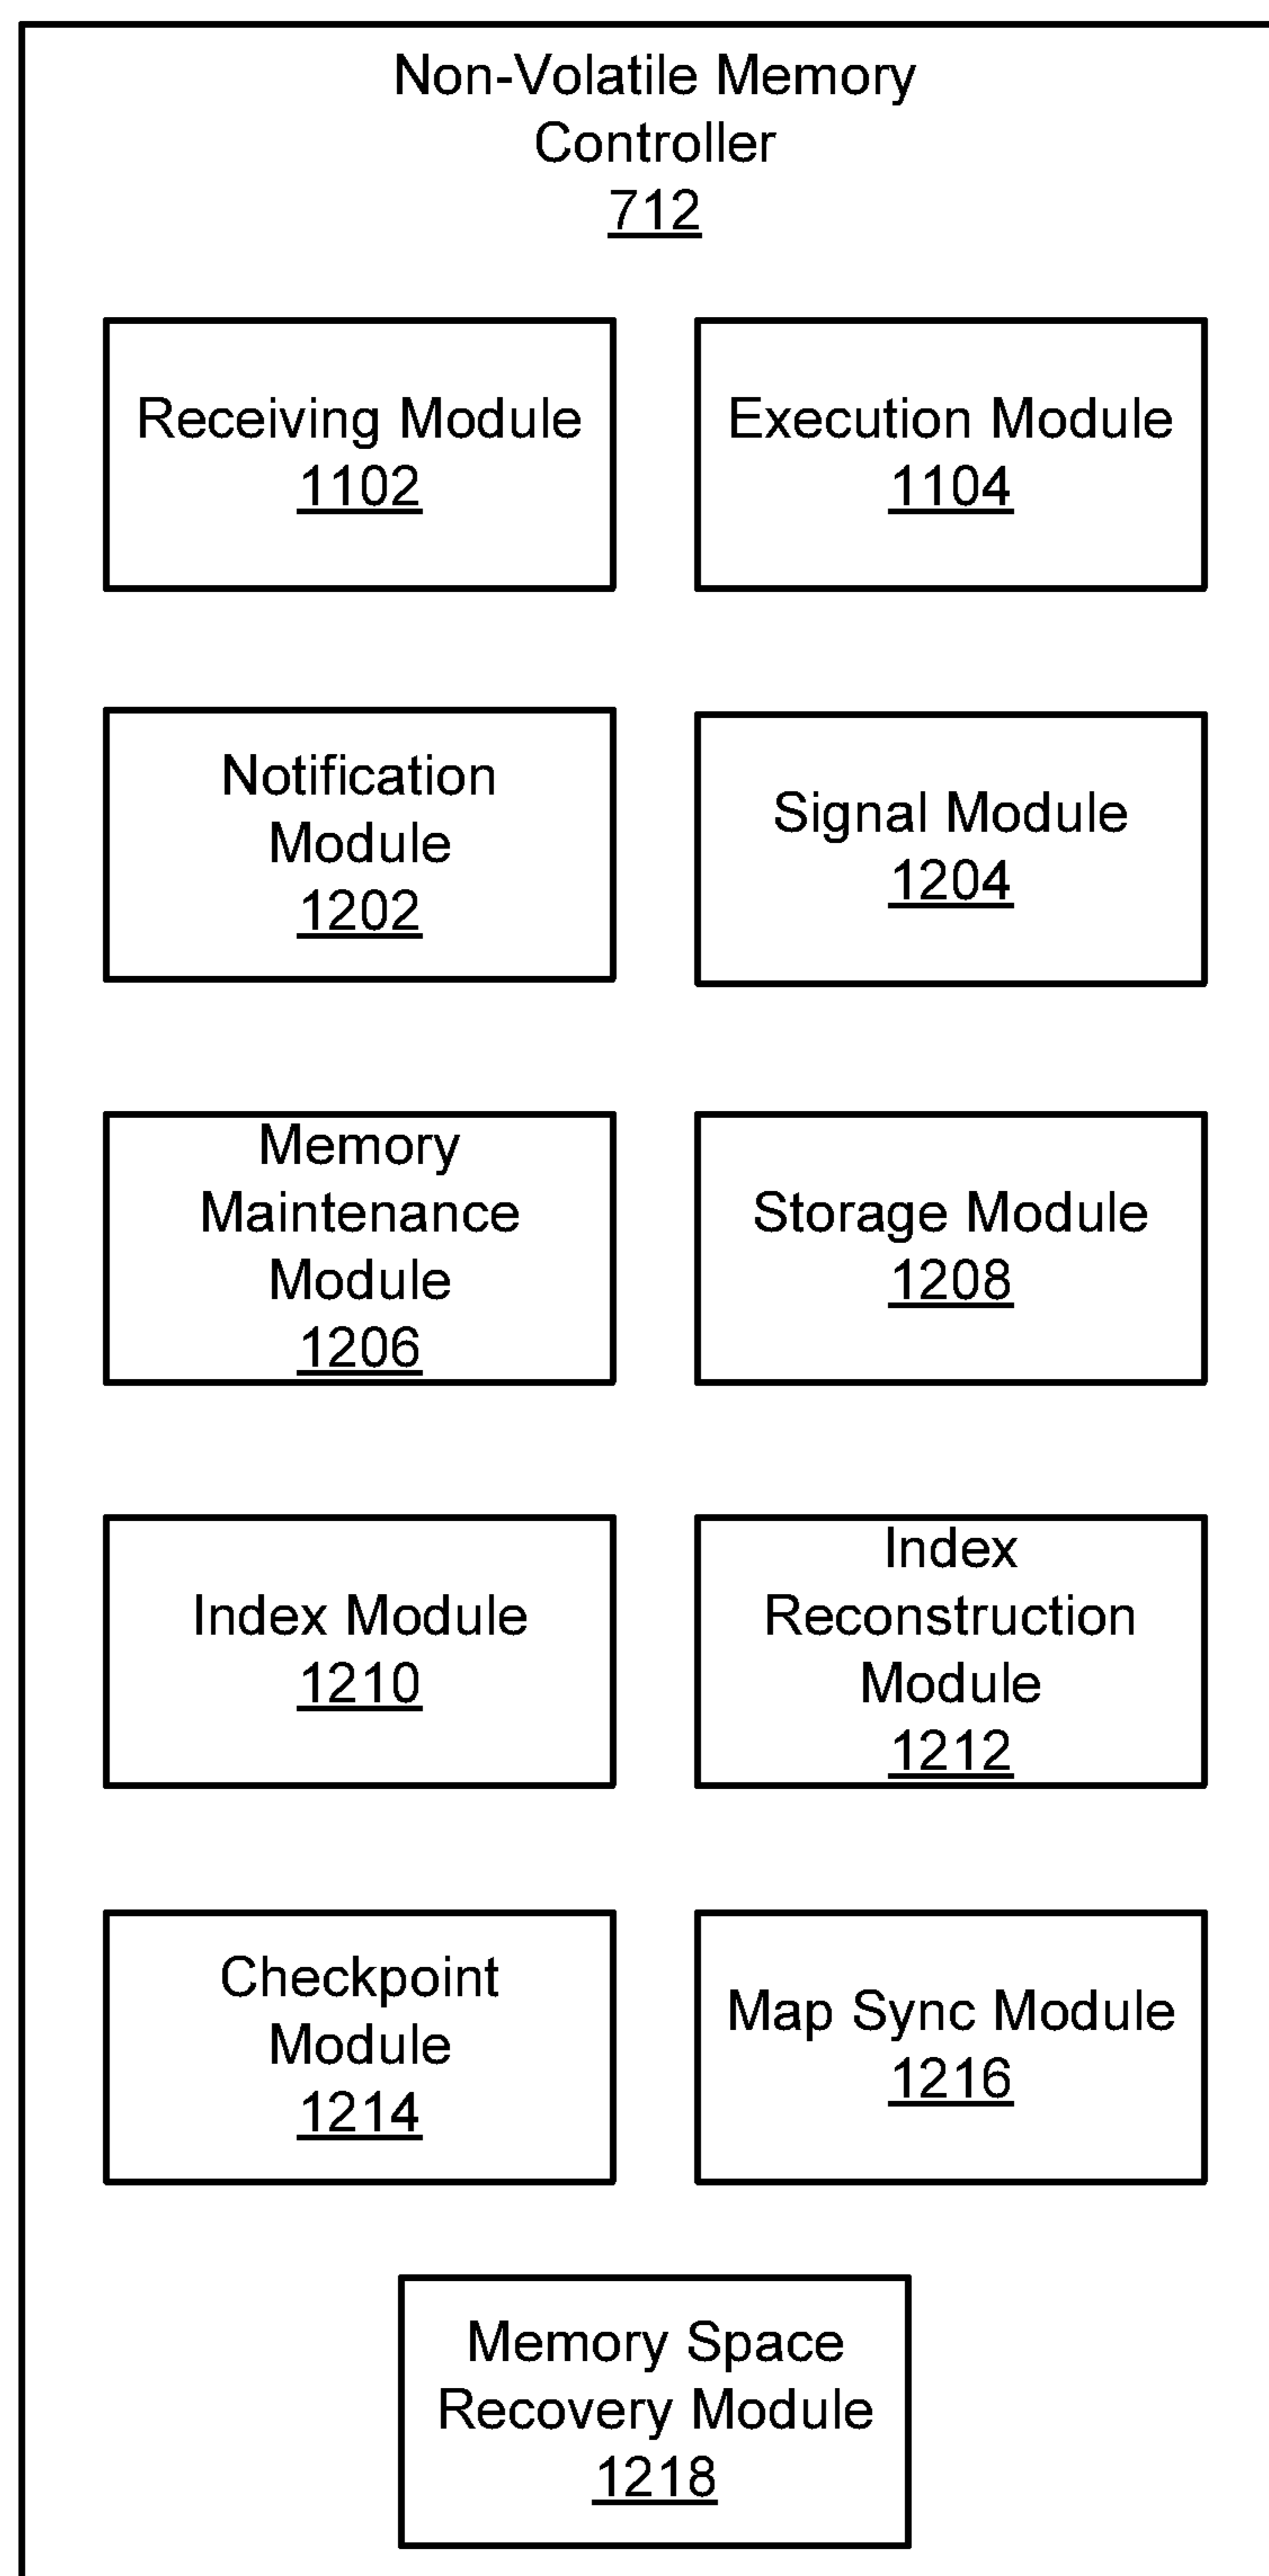 Non-Volatile Memory
Controller
712
Receiving Module
1102
Execution Module
1104
Notification
Module
1202
Signal Module
1204
Memory
Maintenance
Module
1206
Storage Module
1208
Index Module
1210
Index
Reconstruction
Module
1212
Checkpoint
Module
1214
Map Sync Module
1216
Memory Space
Recovery Module
1218